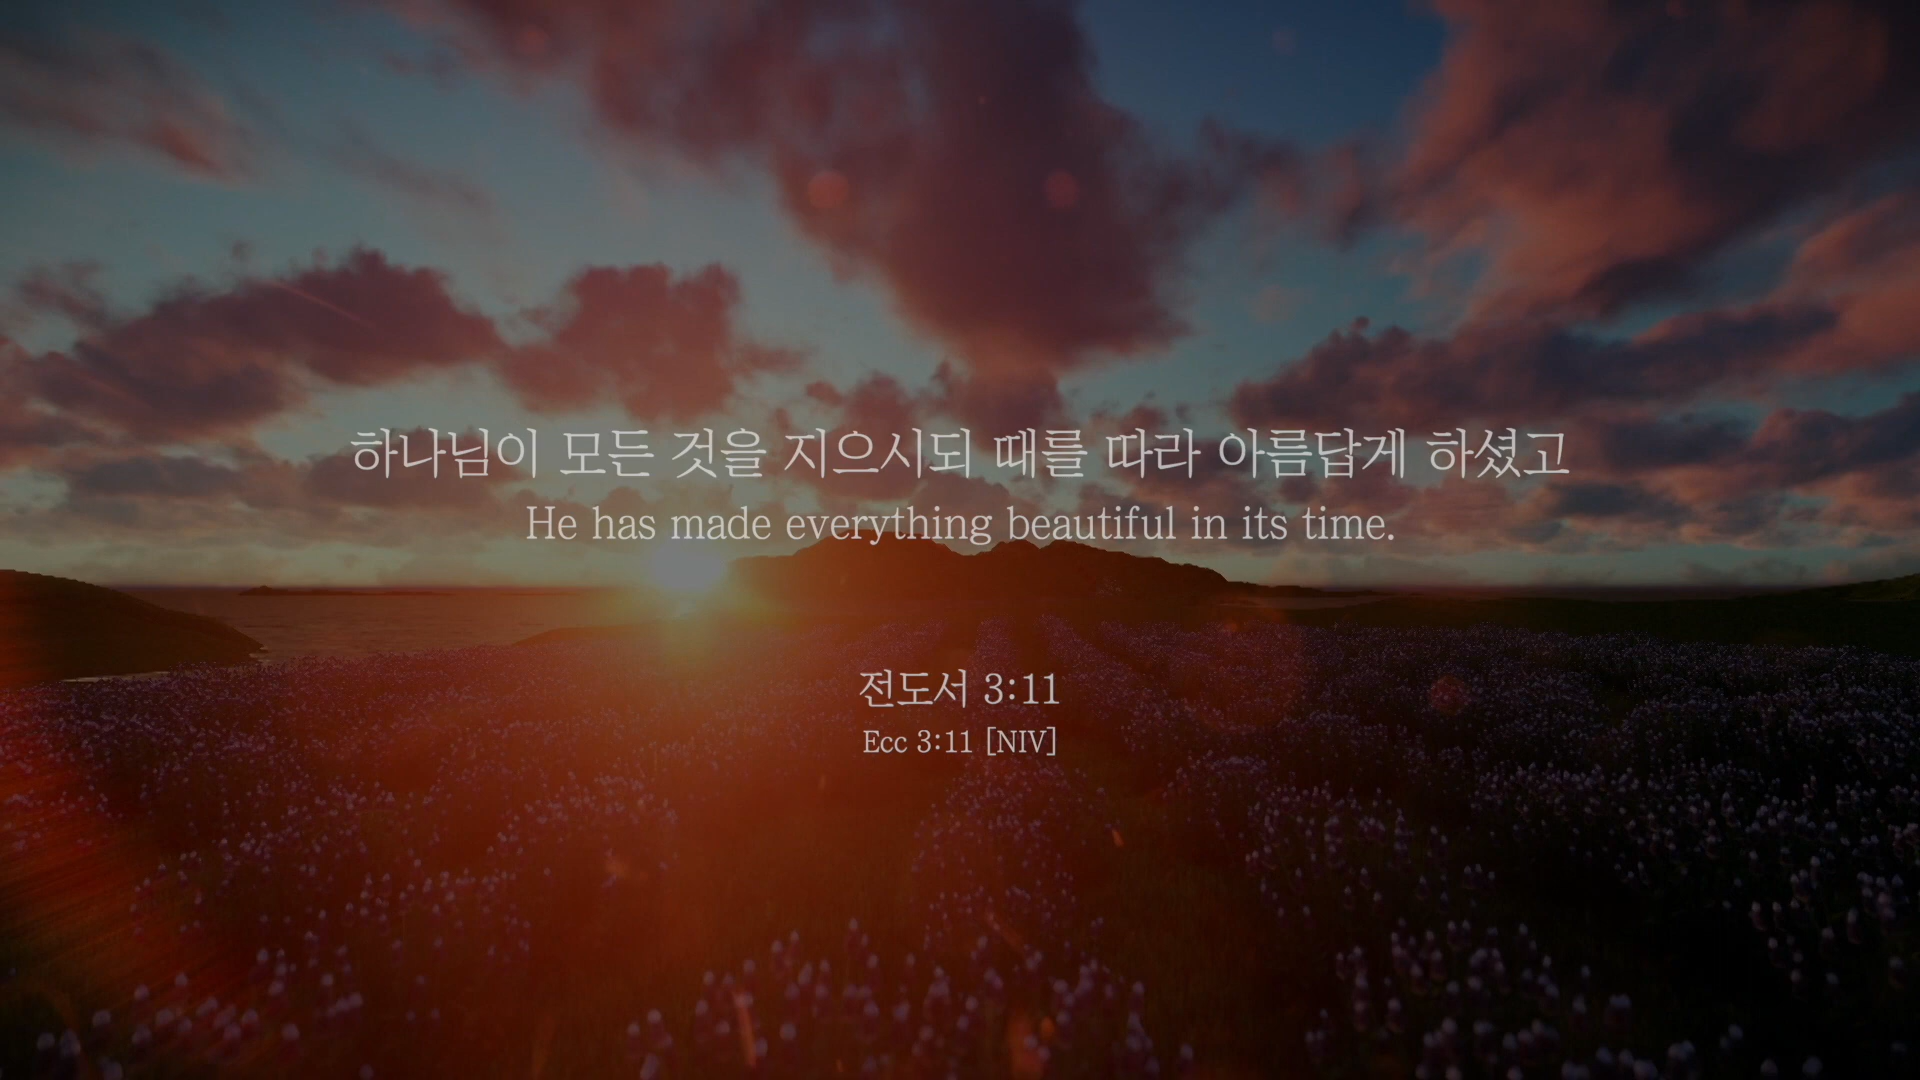 하나님이 모든 것을 지으시되 때를 따라 아름답게 하셨고
He has made everything beautiful in its time.
전도서 3:11
Ecc 3:11 [NIV]